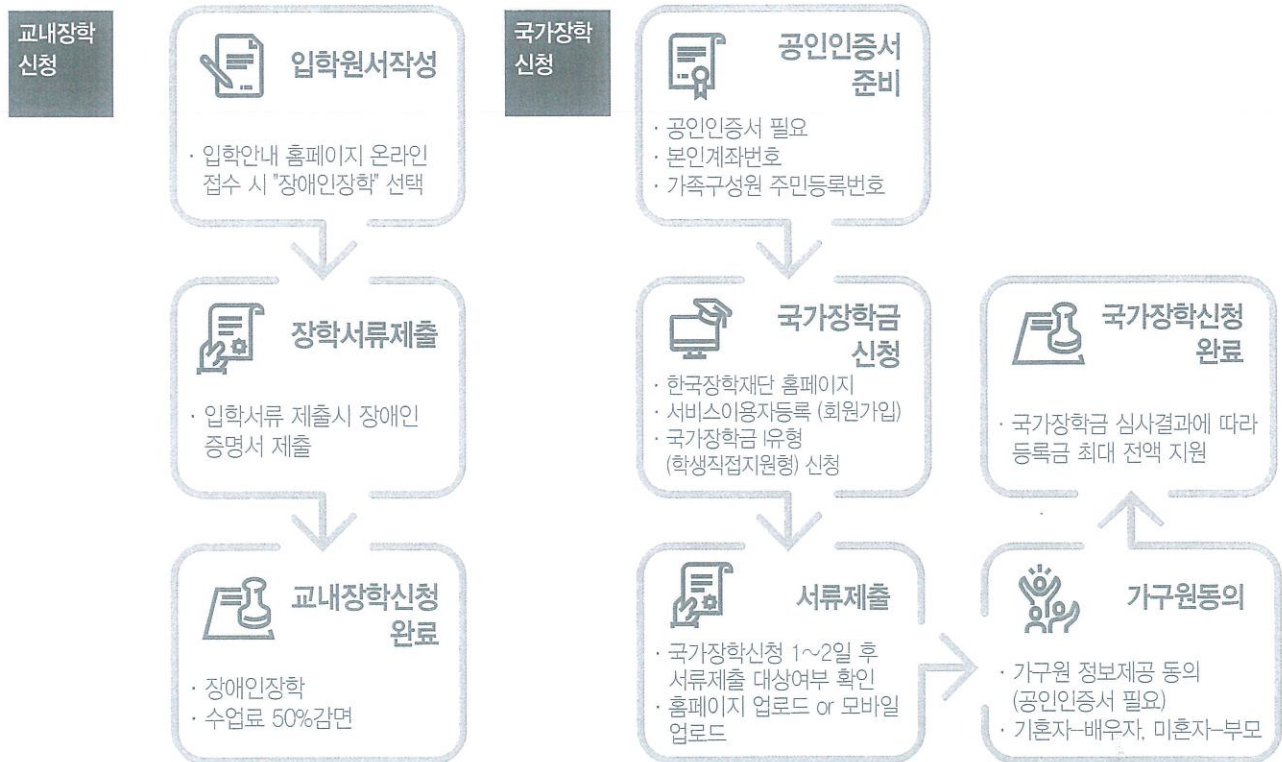 교내장학
신청
입학원서작성
· 입학안내 홈페이지 온라인
접수 시 "장애인장학" 선택
장학서류제출
· 입학서류 제출시 장애인
증명서 제출
교내장학신청
완료
· 장애인장학
· 수업료 50%감면
국가장학
신청
공인인증서
준비
· 공인인증서 필요
· 본인계좌번호
· 가족구성원 주민등록번호
국가장학금
신청
· 한국장학재단 홈페이지
· 서비스이용자등록 (회원가입)
· 국가장학금 I유형
(학생직접지원형) 신청
서류제출
· 국가장학신청 1~2일 후
서류제출 대상여부 확인
· 홈페이지 업로드 or 모바일
업로드
가구원동의
· 가구원 정보제공 동의
(공인인증서 필요)
· 기혼자-배우자, 미혼자-부모
국가장학신청
완료
· 국가장학금 심사결과에 따라
등록금 최대 전액 지원